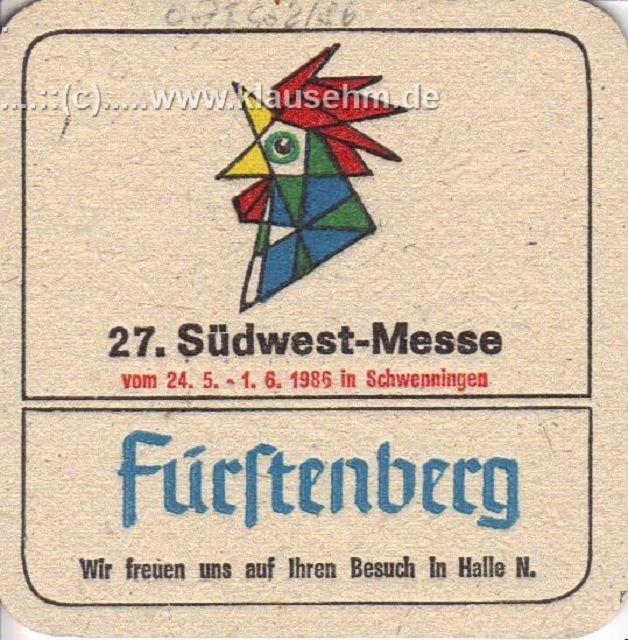 ....::(c).....www.klausehm.de
27. Südwest-Messe
vom 24. 5. - 1. 6. 1986 in Schwenningen
Fürstenberg
Wir freuen uns auf Ihren Besuch in Halle N.